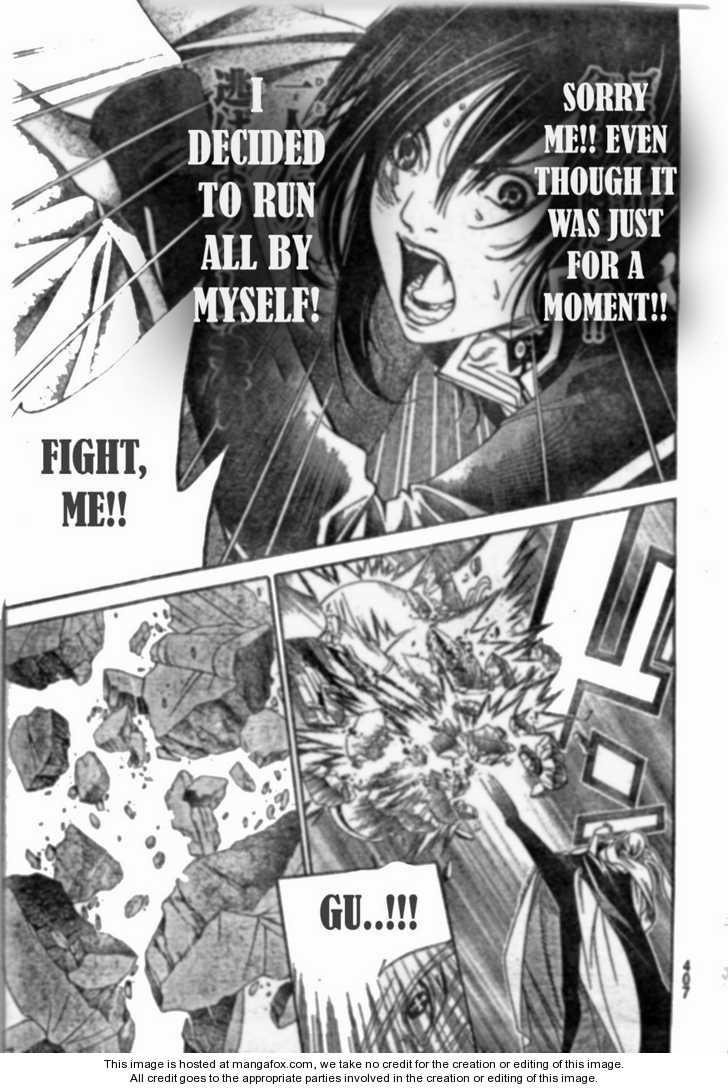 SORRY
ME!! EVEN
THOUGH IT
WAS JUST
FOR A
MOMENT!!
I
DECIDED
TO RUN
ALL BY
MYSELF!
FIGHT,
ME!!
GU..!!!
407
This image is hosted at mangafox.com, we take no credit for the creation or editing of this image.
All credit goes to the appropriate parties involved in the creation or editing of this image